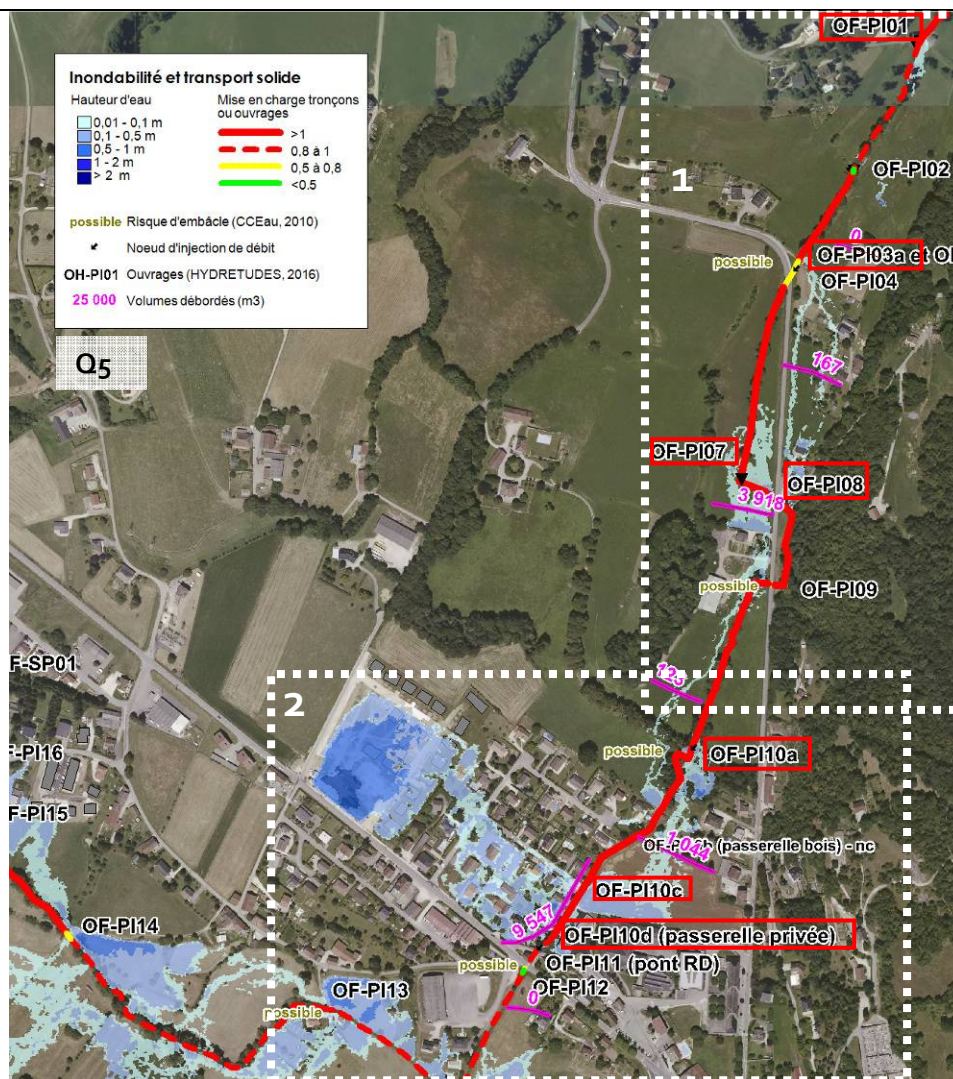 Inondabilité et transport solide
Hauteur d'eau
0,01 - 0,1 m
0,1 - 0,5 m
0,5 - 1 m
1 - 2 m
> 2 m
Mise en charge tronçons
ou ouvrages
>1
0,8 à 1
0,5 à 0,8
<0.5
possible Risque d'embâcle (CCEau, 2010)
Noeud d'injection de débit
OH-PI01 Ouvrages (HYDRETUDES, 2016)
25 000 Volumes débordés (m3)
Q5
OF-PI01
1
OF-PI02
0
possible
OF-PI03a et
OF-PI04
167
OF-PI07
OF-PI08
3 918
possible
OF-PI09
F-SP01
2
possible
OF-PI10a
F-PI16
F-PI15
(passerelle bois) - nc
1 044
OF-PI10c
9 547
OF-PI10d (passerelle privée)
OF-PI14
possible
OF-PI11 (pont RD)
OF-PI13
OF-PI12
0
possible